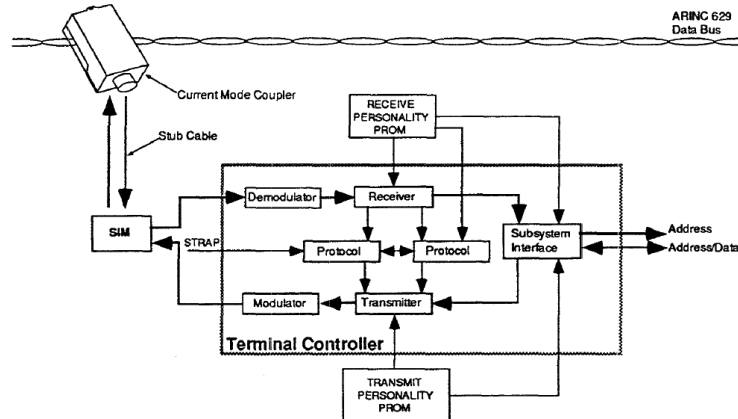 ARINC 629
Data Bus
Current Mode Coupler
Stub Cable
RECEIVE
PERSONALITY
PROM
Demodulator
Receiver
SIM
STRAP
Protocol
Protocol
Subsystem
Interface
Address
Address/Data
Modulator
Transmitter
Terminal Controller
TRANSMIT
PERSONALITY
PROM